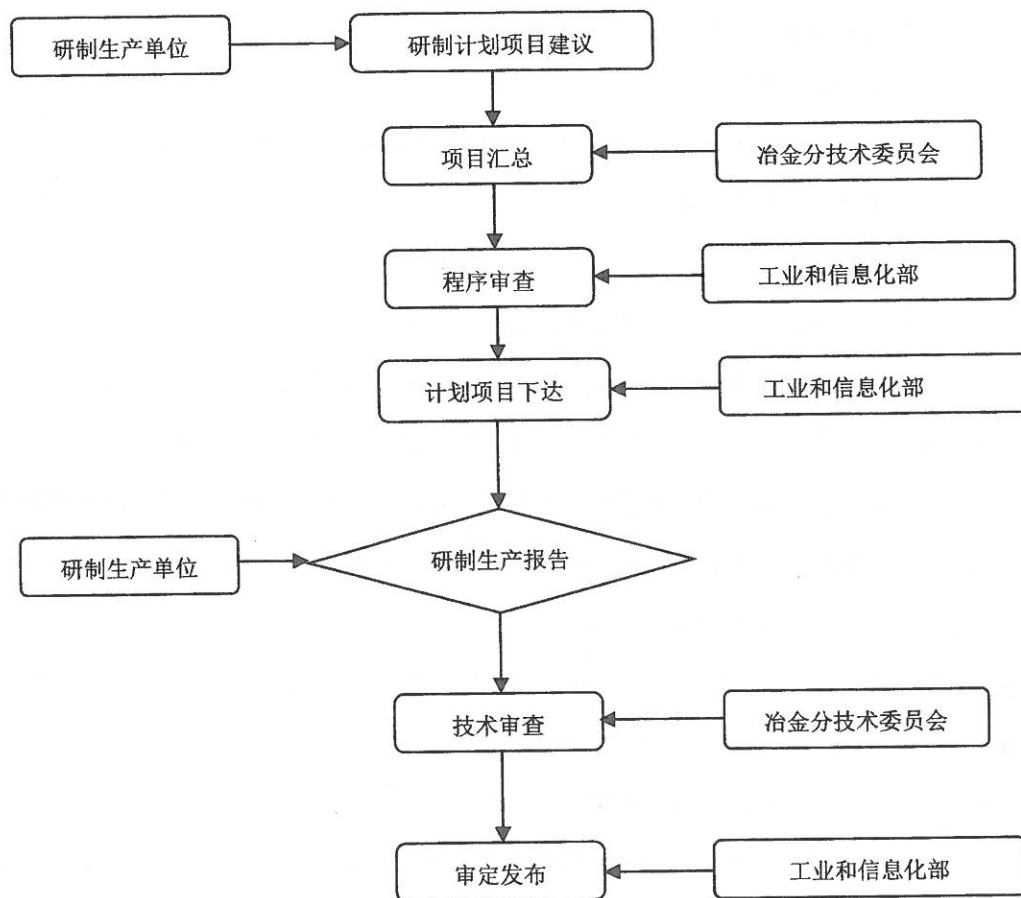 研制生产单位
研制计划项目建议
项目汇总
冶金分技术委员会
程序审查
工业和信息化部
计划项目下达
工业和信息化部
研制生产单位
研制生产报告
技术审查
冶金分技术委员会
审定发布
工业和信息化部